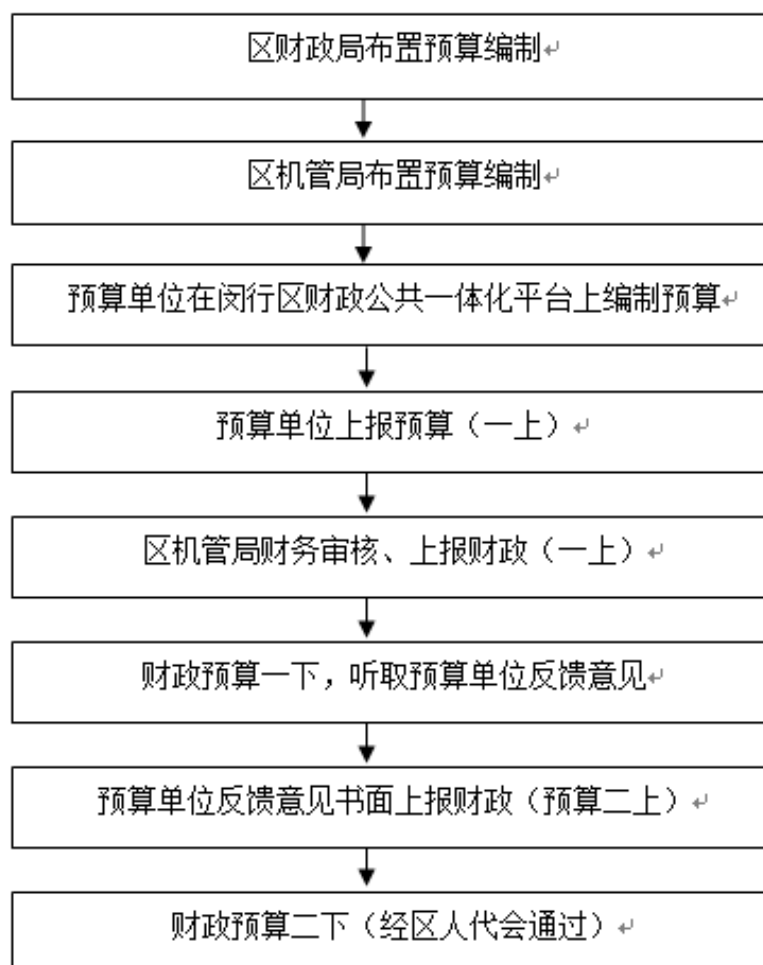 区财政局布置预算编制
区机管局布置预算编制
预算单位在闵行区财政公共一体化平台上编制预算
预算单位上报预算（一上）
区机管局财务审核、上报财政（一上）
财政预算一下，听取预算单位反馈意见
预算单位反馈意见书面上报财政（预算二上）
财政预算二下（经区人代会通过）